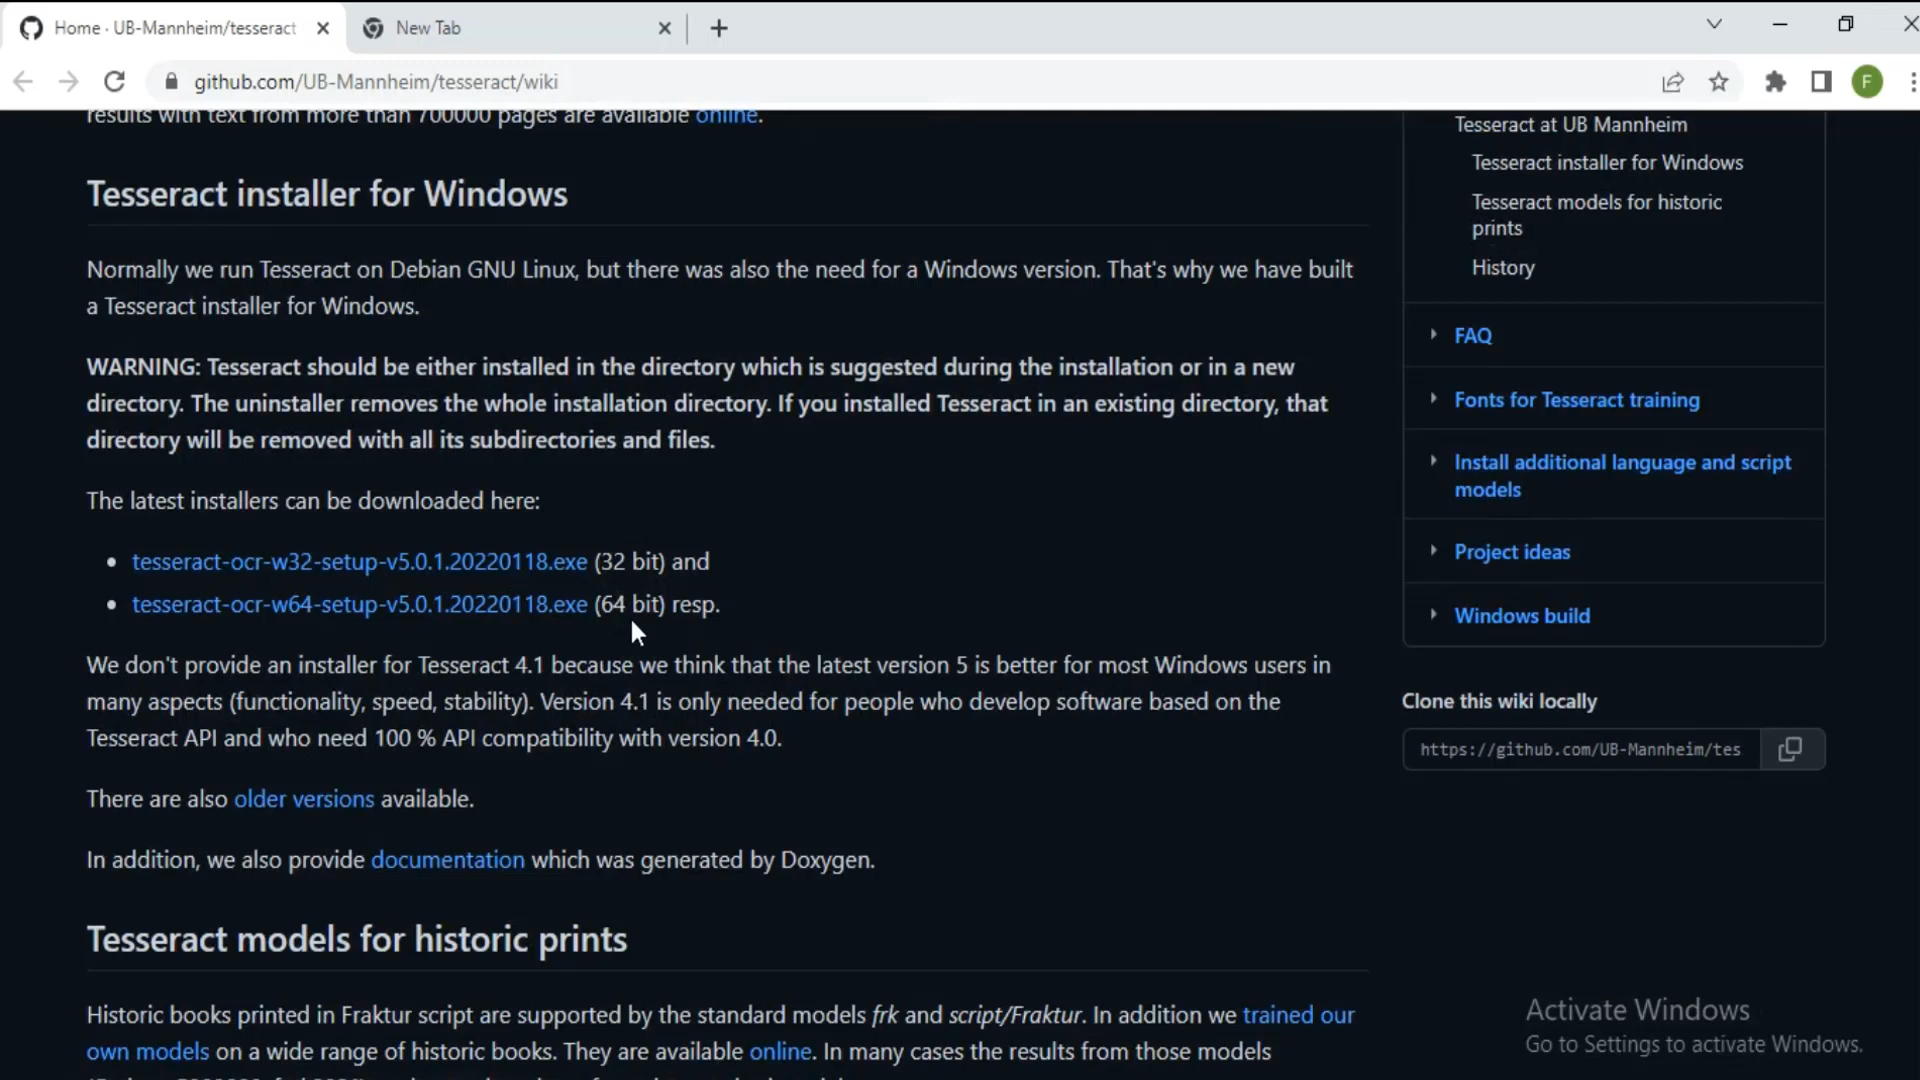 Home · UB-Mannheim/tesseract
New Tab
github.com/UB-Mannheim/tesseract/wiki
F
results with text from more than 700000 pages are available online.
Tesseract installer for Windows
Normally we run Tesseract on Debian GNU Linux, but there was also the need for a Windows version. That's why we have built
a Tesseract installer for Windows.
WARNING: Tesseract should be either installed in the directory which is suggested during the installation or in a new
directory. The uninstaller removes the whole installation directory. If you installed Tesseract in an existing directory, that
directory will be removed with all its subdirectories and files.
The latest installers can be downloaded here:
• tesseract-ocr-w32-setup-v5.0.1.20220118.exe (32 bit) and
• tesseract-ocr-w64-setup-v5.0.1.20220118.exe (64 bit) resp.
We don't provide an installer for Tesseract 4.1 because we think that the latest version 5 is better for most Windows users in
many aspects (functionality, speed, stability). Version 4.1 is only needed for people who develop software based on the
Tesseract API and who need 100 % API compatibility with version 4.0.
There are also older versions available.
In addition, we also provide documentation which was generated by Doxygen.
Tesseract models for historic prints
Historic books printed in Fraktur script are supported by the standard models frk and script/Fraktur. In addition we trained our
own models on a wide range of historic books. They are available online. In many cases the results from those models
Tesseract at UB Mannheim
Tesseract installer for Windows
Tesseract models for historic
prints
History
FAQ
Fonts for Tesseract training
Install additional language and script
models
Project ideas
Windows build
Clone this wiki locally
https://github.com/UB-Mannheim/tes
Activate Windows
Go to Settings to activate Windows.